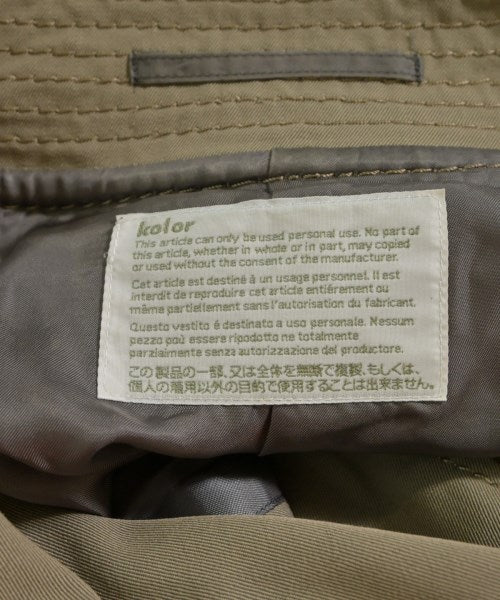 kolor
This article can only be used personal use. No part of
this article, whether in whole or in part, may copied
or used without the consent of the manufacturer.
Cet article est destiné à un usage personnel. Il est
interdit de reproduire cet article entiérement ou
même partiellement sans l'autorisation du fabricant.
Questo vestito é destinato a uso personale. Nessum
pezzo poù essere ripodotto ne totalmente
parzialmente senza autorizzazione del produttore.
この製品の一部、又は全体を無断で複製、もしくは、
個人の着用以外の目的で使用することは出来ません。